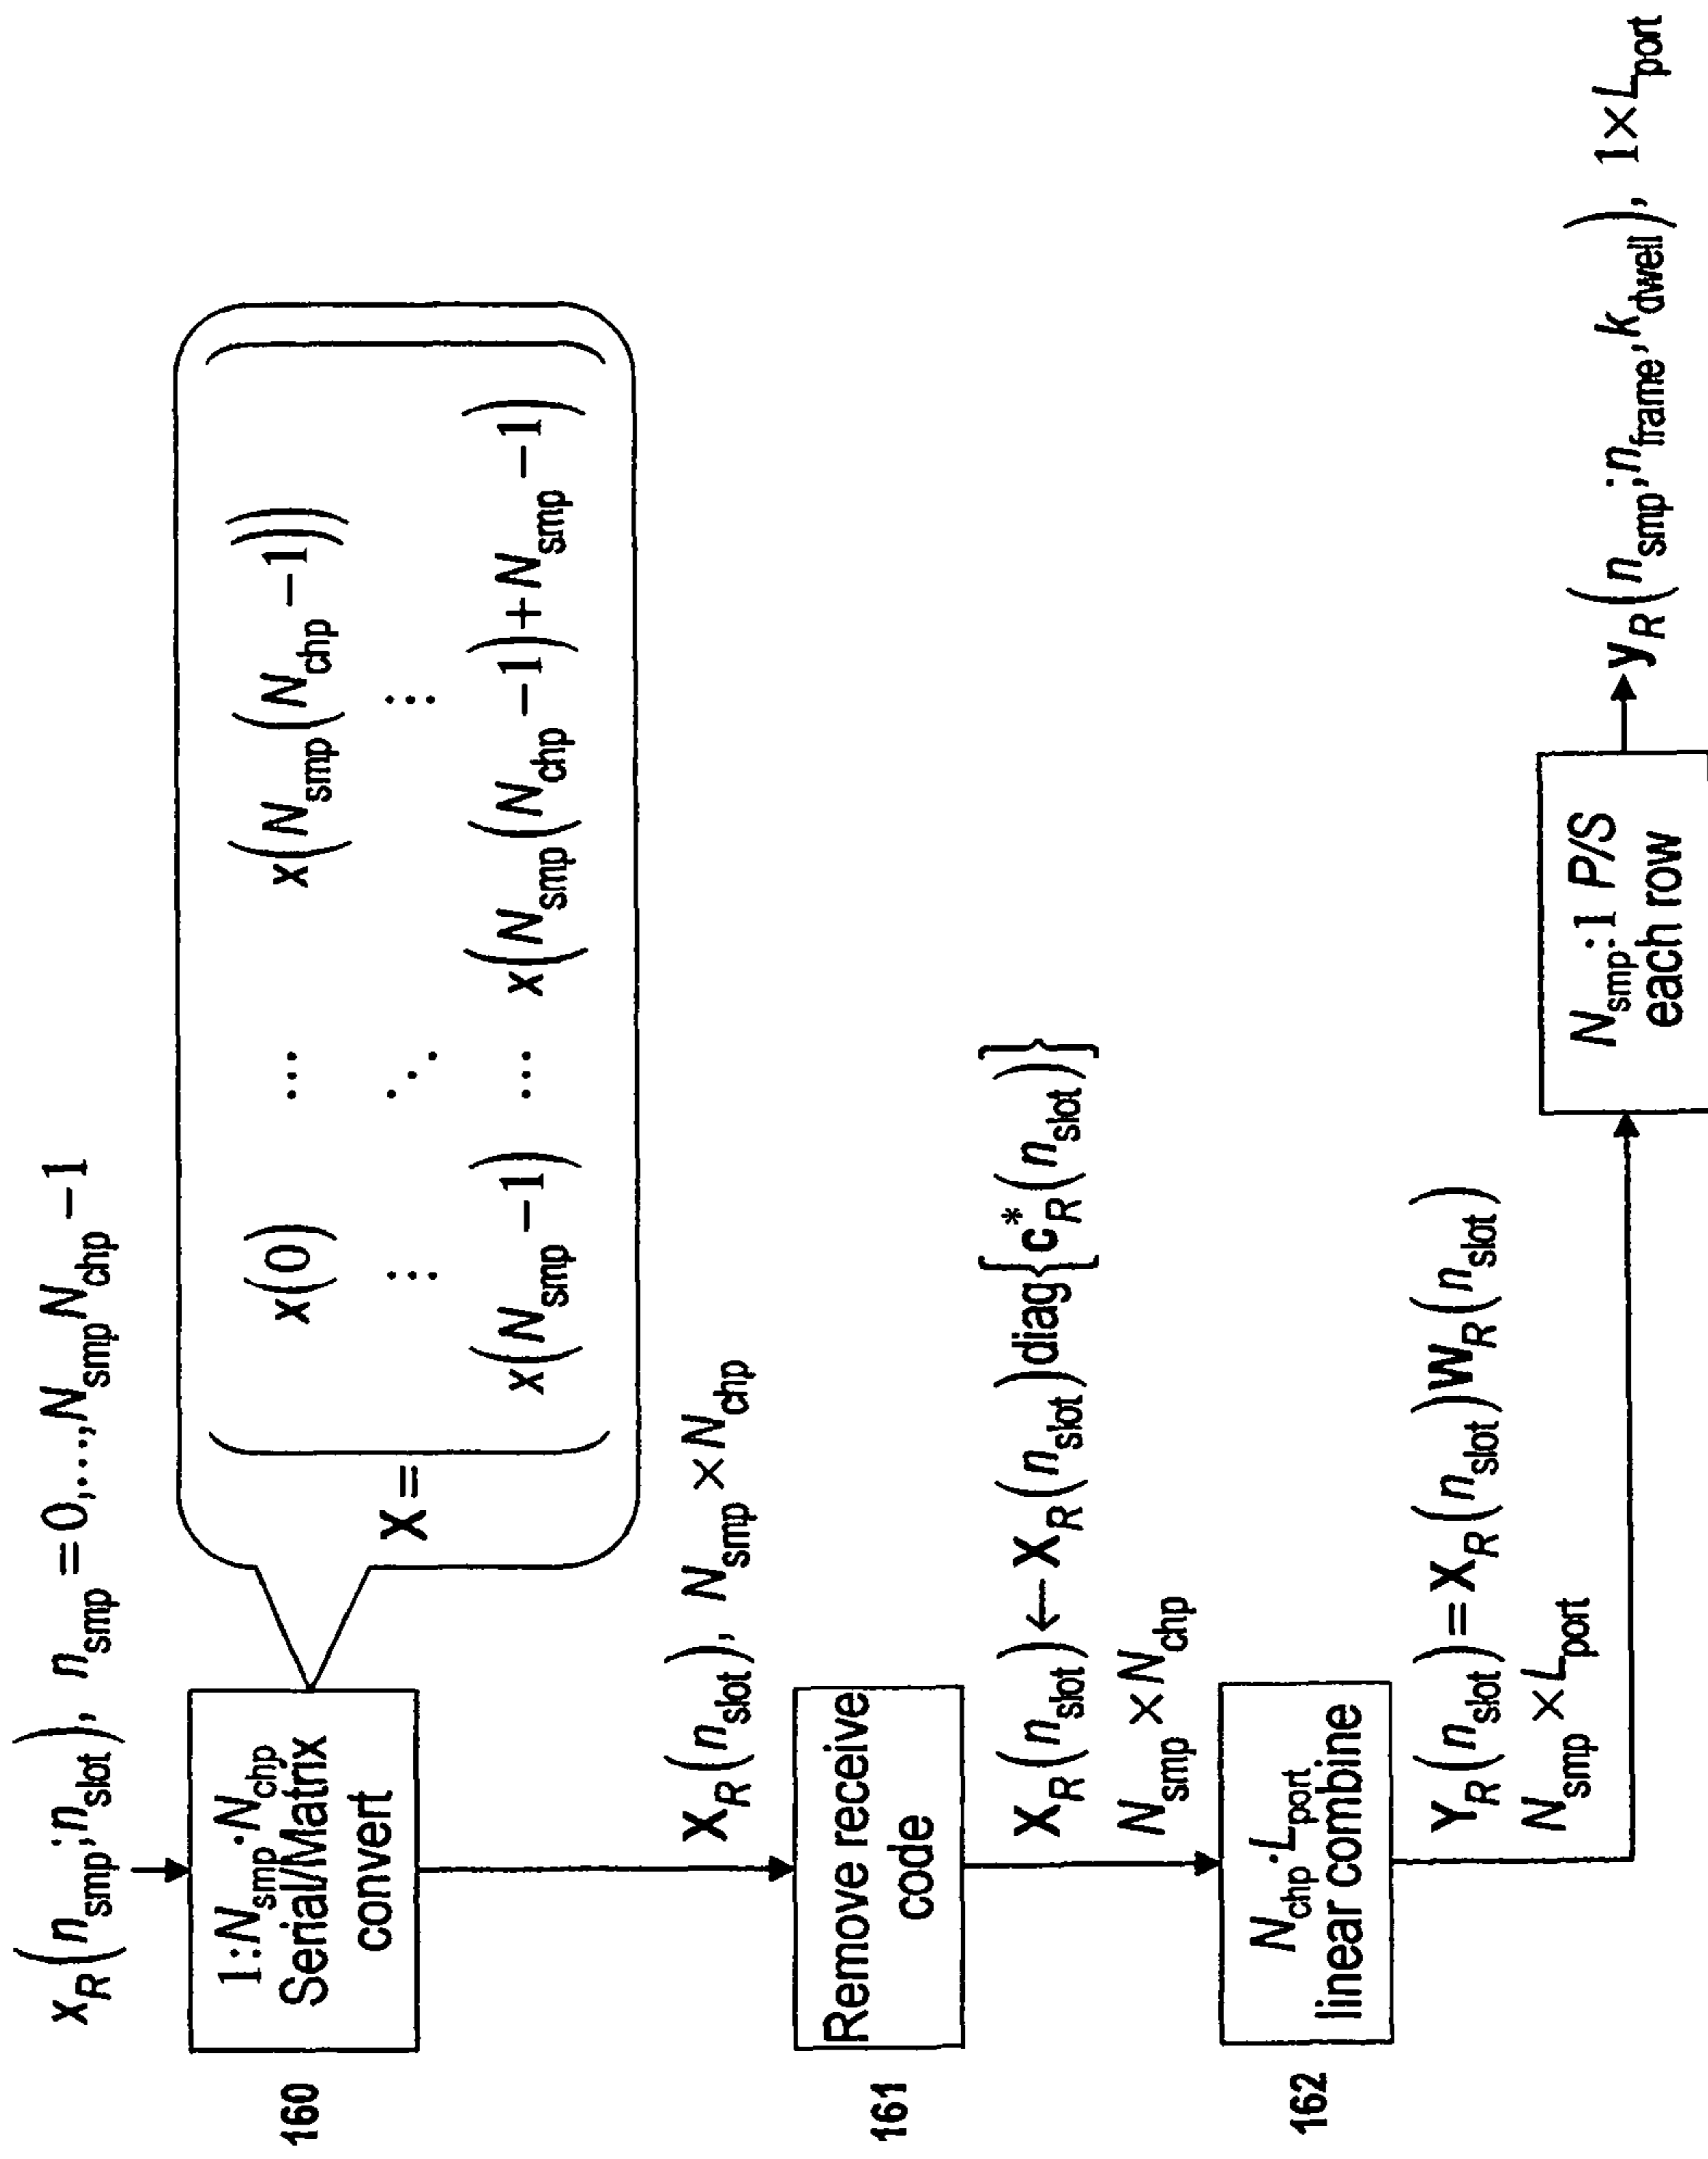 x_R(n_smp;n_slot), n_smp = 0,...,N_smp N_chp − 1
160
1:N_smp·N_chp
Serial/Matrix
convert
X =
x(0) ⋯ x(N_smp(N_chp − 1))
⋮ ⋱ ⋮
x(N_smp − 1) ⋯ x(N_smp(N_chp − 1) + N_smp − 1)
X_R(n_slot), N_smp × N_chp
161
Remove receive
code
X_R(n_slot) ← X_R(n_slot)diag{c*_R(n_slot)}
N_smp × N_chp
162
N_chp·L_port
linear combine
Y_R(n_slot) = X_R(n_slot)W_R(n_slot)
N_smp × L_port
N_smp:1 P/S
each row
y_R(n_smp;n_frame,k_dwell), 1×L_port